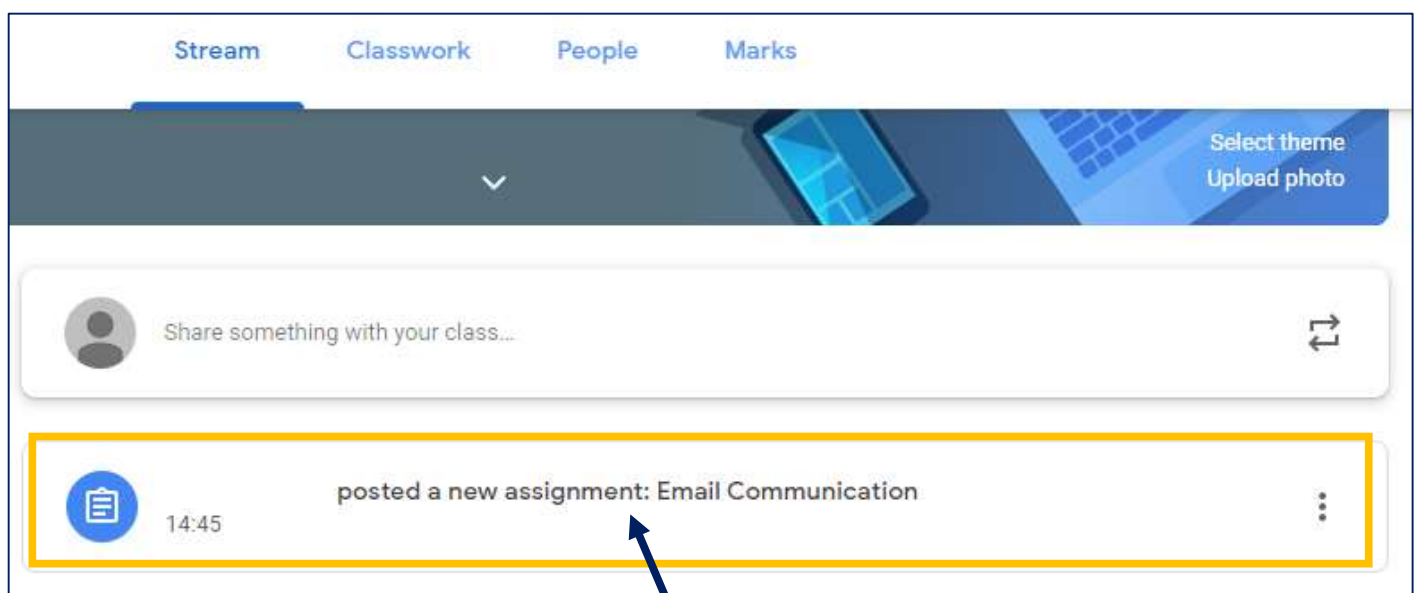 Stream Classwork People Marks
Select theme
Upload photo
Share something with your class...
posted a new assignment: Email Communication
14:45